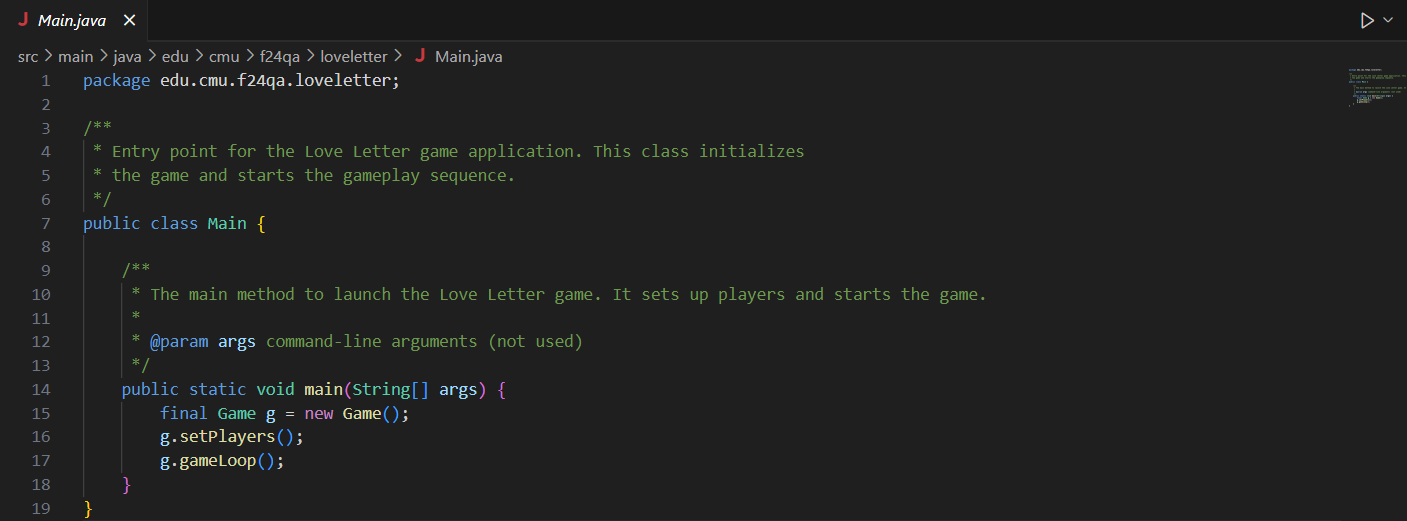 Main.java
src > main > java > edu > cmu > f24qa > loveletter > Main.java
1 package edu.cmu.f24qa.loveletter;
2
3 /**
4  * Entry point for the Love Letter game application. This class initializes
5  * the game and starts the gameplay sequence.
6  */
7 public class Main {
8
9     /**
10      * The main method to launch the Love Letter game. It sets up players and starts the game.
11      *
12      * @param args command-line arguments (not used)
13      */
14     public static void main(String[] args) {
15         final Game g = new Game();
16         g.setPlayers();
17         g.gameLoop();
18     }
19 }